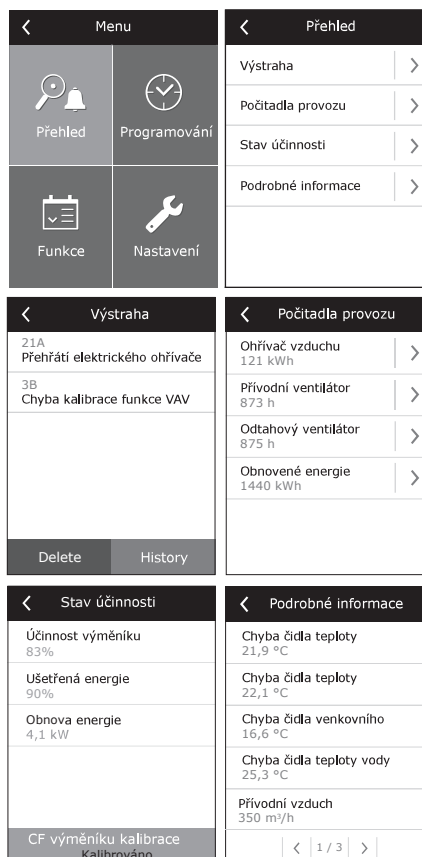 Menu
Přehled
Programování
Funkce
Nastavení
Přehled
Výstraha
Počitadla provozu
Stav účinnosti
Podrobné informace
Výstraha
21A
Přehřátí elektrického ohřívače
3B
Chyba kalibrace funkce VAV
Delete
History
Počitadla provozu
Ohřívač vzduchu
121 kWh
Přívodní ventilátor
873 h
Odtahový ventilátor
875 h
Obnovené energie
1440 kWh
Stav účinnosti
Účinnost výměníku
83%
Ušetřená energie
90%
Obnova energie
4,1 kW
CF výměníku kalibrace
Kalibrováno
Podrobné informace
Chyba čidla teploty
21,9 °C
Chyba čidla teploty
22,1 °C
Chyba čidla venkovního
16,6 °C
Chyba čidla teploty vody
25,3 °C
Přívodní vzduch
350 m³/h
1 / 3